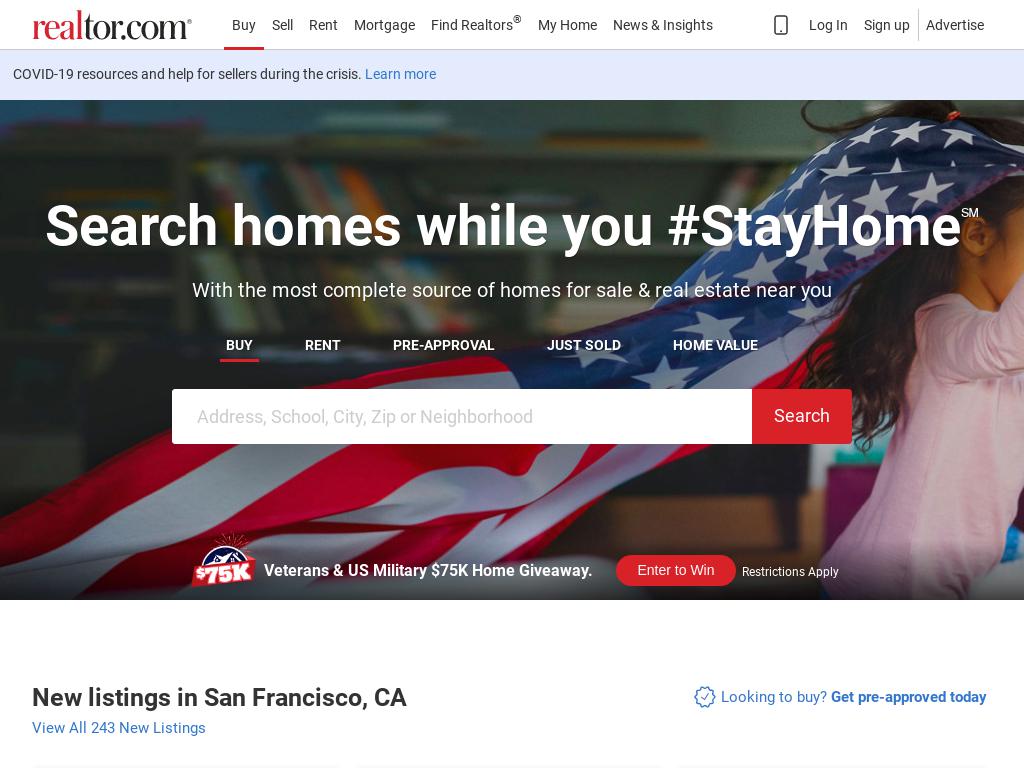 realtor.com®
Buy Sell Rent Mortgage Find Realtors® My Home News & Insights Log In Sign up Advertise
COVID-19 resources and help for sellers during the crisis. Learn more
Search homes while you #StayHome℠
With the most complete source of homes for sale & real estate near you
BUY RENT PRE-APPROVAL JUST SOLD HOME VALUE
Address, School, City, Zip or Neighborhood Search
$75K Veterans & US Military $75K Home Giveaway. Enter to Win Restrictions Apply
New listings in San Francisco, CA Looking to buy? Get pre-approved today
View All 243 New Listings